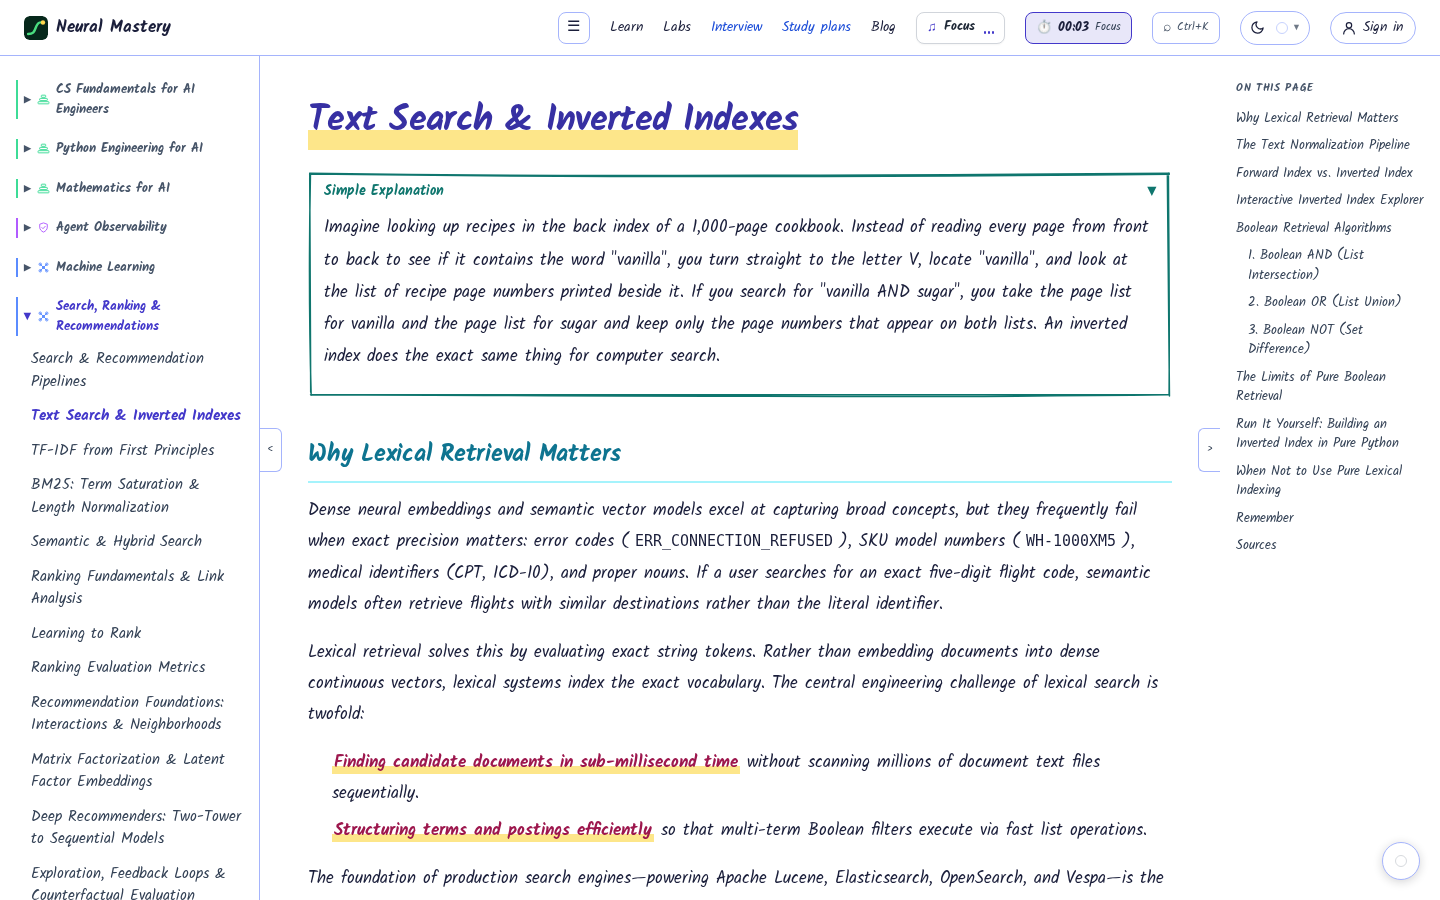 Neural Mastery
☰
Learn
Labs
Interview
Study plans
Blog
♫ Focus ...
00:03 Focus
⌕ Ctrl+K
▼
Sign in
▶ CS Fundamentals for AI
Engineers
▶ Python Engineering for AI
▶ Mathematics for AI
▶ Agent Observability
▶ Machine Learning
▼ Search, Ranking &
Recommendations
Search & Recommendation
Pipelines
Text Search & Inverted Indexes
TF-IDF from First Principles
BM25: Term Saturation &
Length Normalization
Semantic & Hybrid Search
Ranking Fundamentals & Link
Analysis
Learning to Rank
Ranking Evaluation Metrics
Recommendation Foundations:
Interactions & Neighborhoods
Matrix Factorization & Latent
Factor Embeddings
Deep Recommenders: Two-Tower
to Sequential Models
Exploration, Feedback Loops &
Counterfactual Evaluation
<
Text Search & Inverted Indexes
Simple Explanation ▼
Imagine looking up recipes in the back index of a 1,000-page cookbook. Instead of reading every page from front
to back to see if it contains the word "vanilla", you turn straight to the letter V, locate "vanilla", and look at
the list of recipe page numbers printed beside it. If you search for "vanilla AND sugar", you take the page list
for vanilla and the page list for sugar and keep only the page numbers that appear on both lists. An inverted
index does the exact same thing for computer search.
Why Lexical Retrieval Matters
Dense neural embeddings and semantic vector models excel at capturing broad concepts, but they frequently fail
when exact precision matters: error codes ( ERR_CONNECTION_REFUSED ), SKU model numbers ( WH-1000XM5 ),
medical identifiers (CPT, ICD-10), and proper nouns. If a user searches for an exact five-digit flight code, semantic
models often retrieve flights with similar destinations rather than the literal identifier.
Lexical retrieval solves this by evaluating exact string tokens. Rather than embedding documents into dense
continuous vectors, lexical systems index the exact vocabulary. The central engineering challenge of lexical search is
twofold:
Finding candidate documents in sub-millisecond time without scanning millions of document text files
sequentially.
Structuring terms and postings efficiently so that multi-term Boolean filters execute via fast list operations.
The foundation of production search engines—powering Apache Lucene, Elasticsearch, OpenSearch, and Vespa—is the
>
ON THIS PAGE
Why Lexical Retrieval Matters
The Text Normalization Pipeline
Forward Index vs. Inverted Index
Interactive Inverted Index Explorer
Boolean Retrieval Algorithms
1. Boolean AND (List
Intersection)
2. Boolean OR (List Union)
3. Boolean NOT (Set
Difference)
The Limits of Pure Boolean
Retrieval
Run It Yourself: Building an
Inverted Index in Pure Python
When Not to Use Pure Lexical
Indexing
Remember
Sources